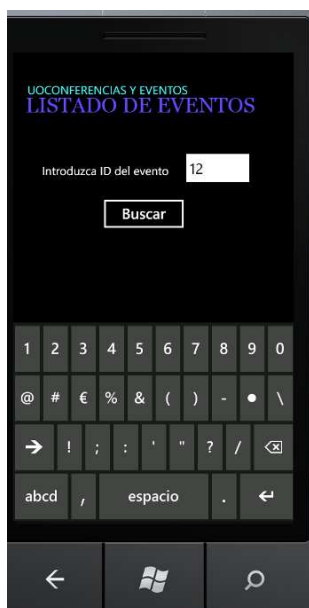 UOCONFERENCIAS Y EVENTOS
LISTADO DE EVENTOS
Introduzca ID del evento 12
Buscar
1 2 3 4 5 6 7 8 9 0
@ # € % & ( ) - ● \
→ ! ; : ' " ? / ⌫
abcd , espacio . ↵